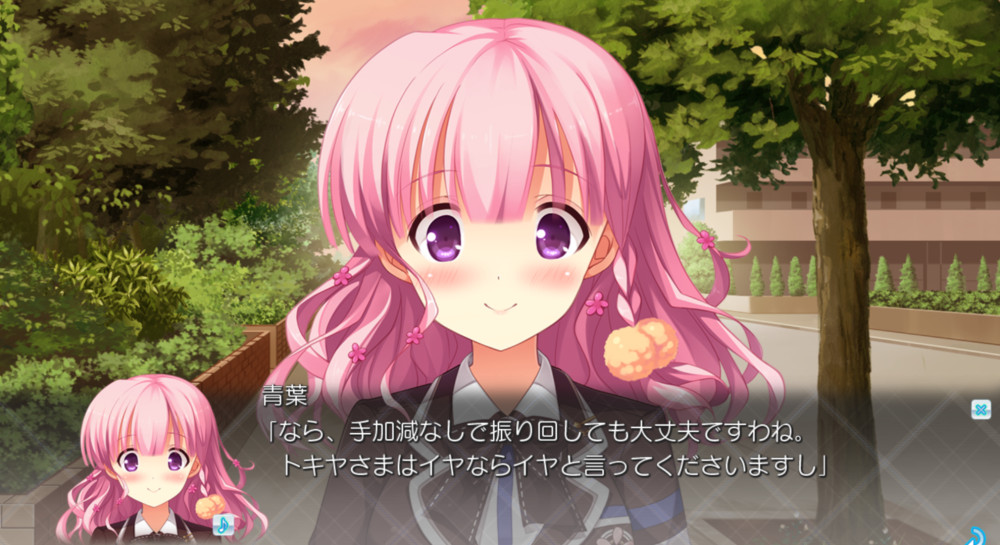 青葉
「なら、手加減なしで振り回しても大丈夫ですわね。
トキヤさまはイヤならイヤと言ってくださいますし」